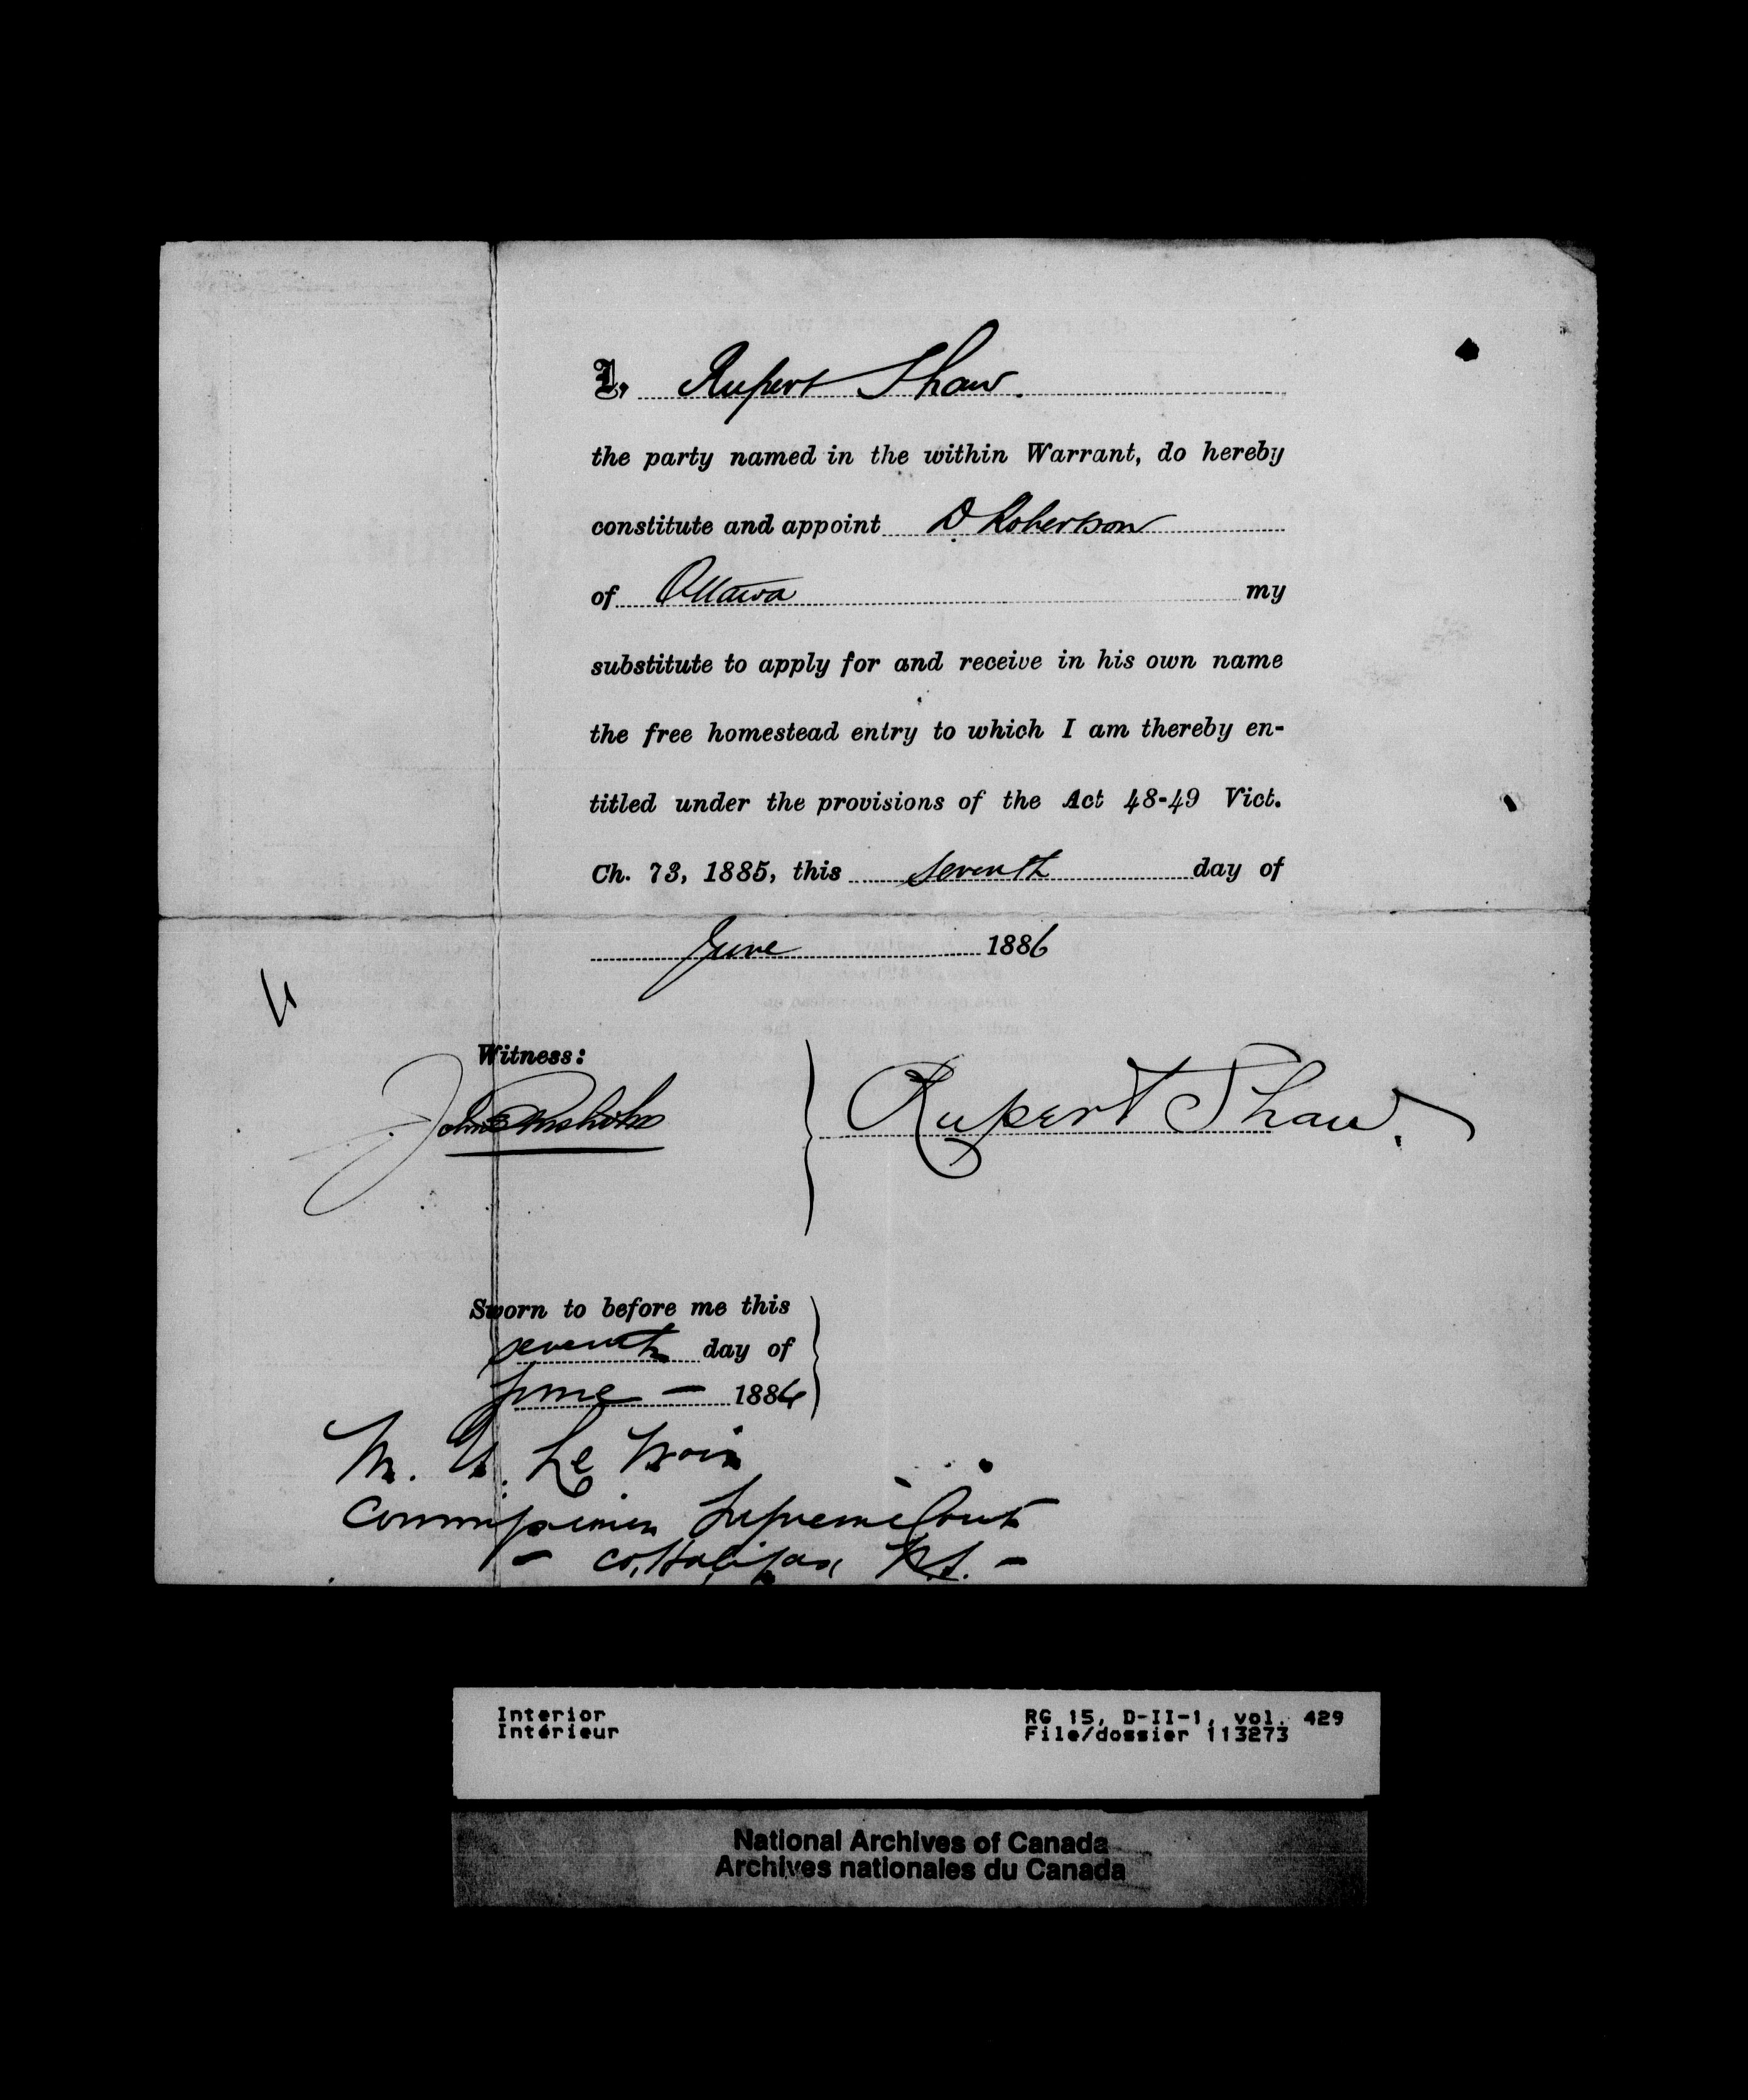 I, Rupert Shaw.
the party named in the within Warrant, do hereby
constitute and appoint D. Robertson
of Ottawa my
substitute to apply for and receive in his own name
the free homestead entry to which I am thereby en-
titled under the provisions of the Act 48-49 Vict.
Ch. 73, 1885, this seventh day of
June 1886
Witness:
John
Rupert Shaw.
Sworn to before me this
seventh day of
June - 1886
M. Le
Commissioner Supreme Court
- Co, Halifax N.S. -
Interior RG 15, D-II-1, vol. 429
Intérieur File/dossier 113273
National Archives of Canada
Archives nationales du Canada